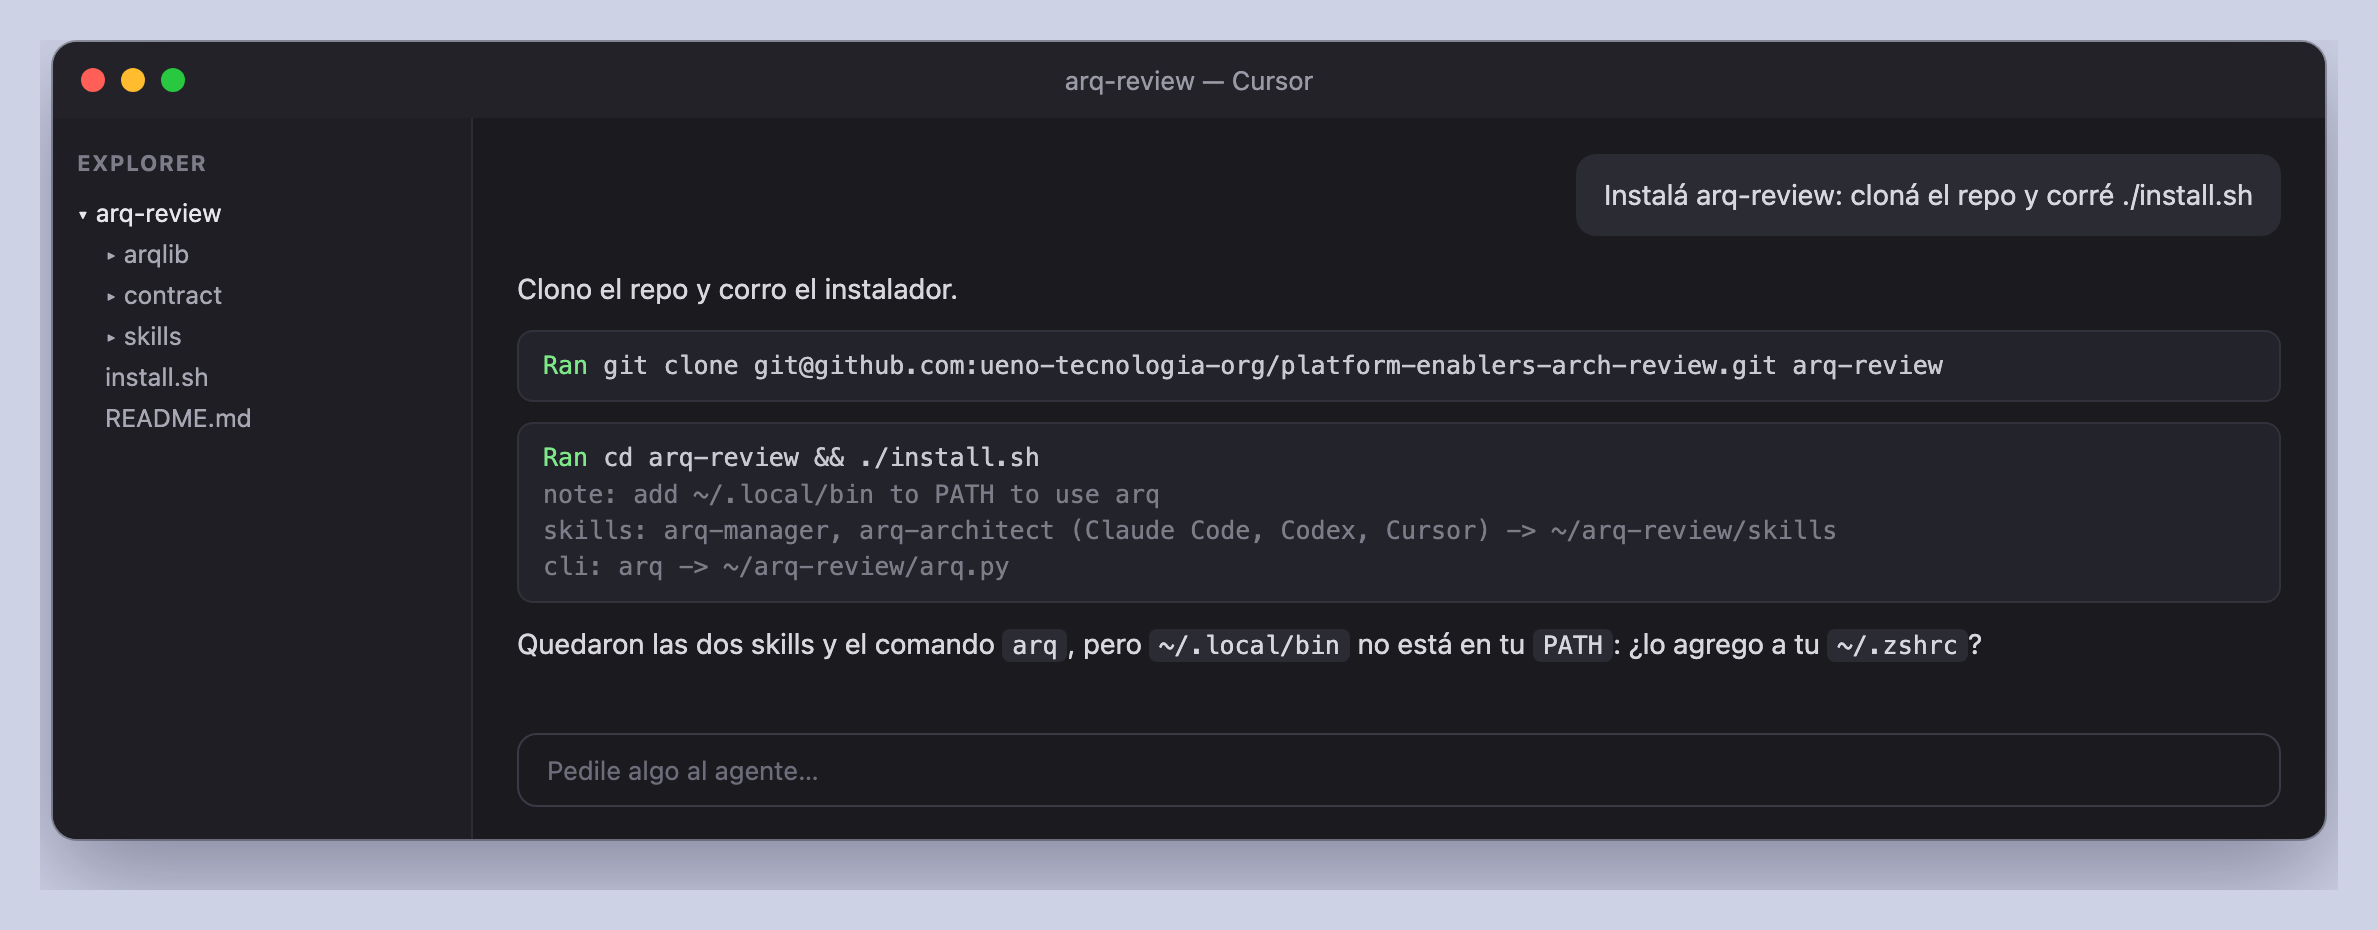 arq-review — Cursor
EXPLORER
▾ arq-review
▸ arqlib
▸ contract
▸ skills
install.sh
README.md
Instalá arq-review: cloná el repo y corré ./install.sh
Clono el repo y corro el instalador.
Ran git clone git@github.com:ueno-tecnologia-org/platform-enablers-arch-review.git arq-review
Ran cd arq-review && ./install.sh
note: add ~/.local/bin to PATH to use arq
skills: arq-manager, arq-architect (Claude Code, Codex, Cursor) -> ~/arq-review/skills
cli: arq -> ~/arq-review/arq.py
Quedaron las dos skills y el comando arq, pero ~/.local/bin no está en tu PATH: ¿lo agrego a tu ~/.zshrc?
Pedile algo al agente...